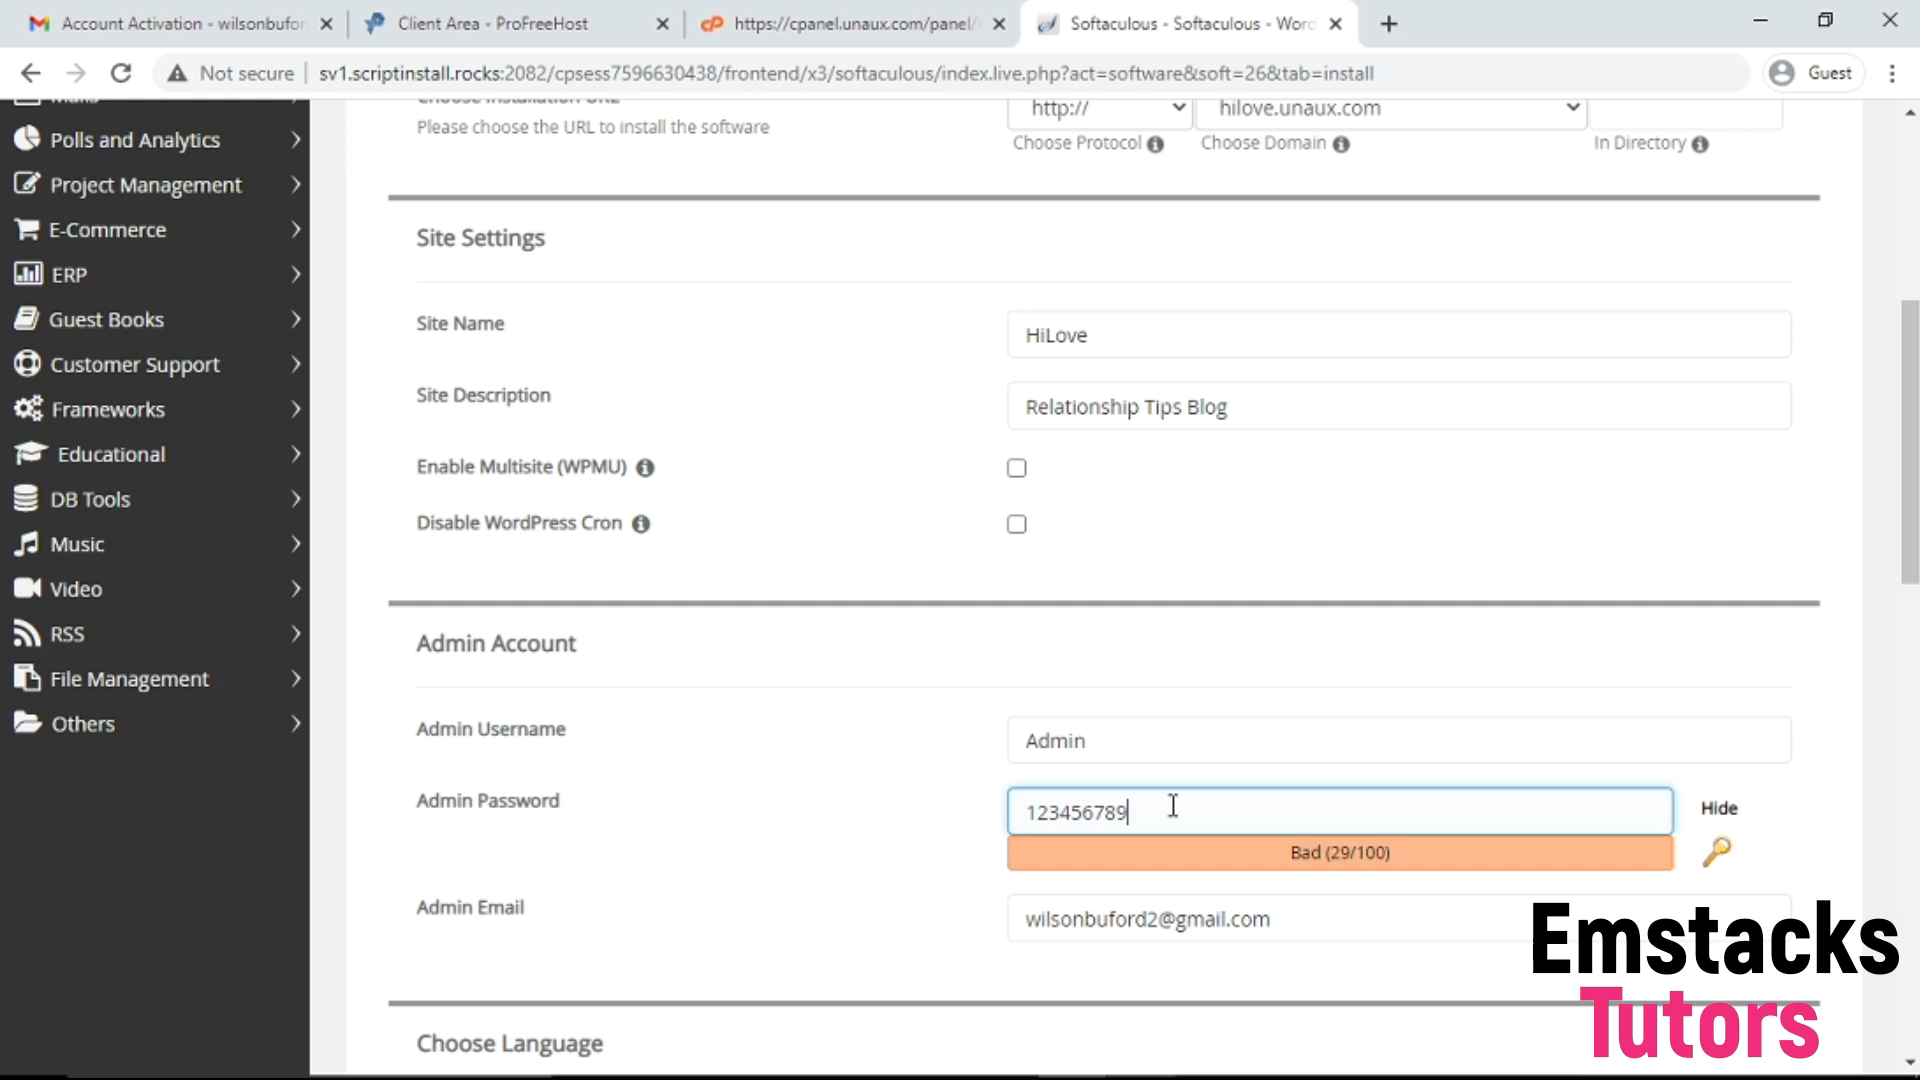 Account Activation - wilsonbufor
Client Area - ProFreeHost
https://cpanel.unaux.com/panel/
Softaculous - Softaculous - Word
Not secure
sv1.scriptinstall.rocks:2082/cpsess7596630438/frontend/x3/softaculous/index.live.php?act=software&soft=26&tab=install
Guest
Polls and Analytics
Project Management
E-Commerce
ERP
Guest Books
Customer Support
Frameworks
Educational
DB Tools
Music
Video
RSS
File Management
Others
Choose Installation URL
Please choose the URL to install the software
http://
hilove.unaux.com
Choose Protocol
Choose Domain
In Directory
Site Settings
Site Name
HiLove
Site Description
Relationship Tips Blog
Enable Multisite (WPMU)
Disable WordPress Cron
Admin Account
Admin Username
Admin
Admin Password
123456789
Hide
Bad (29/100)
Admin Email
wilsonbuford2@gmail.com
Choose Language
Emstacks
Tutors